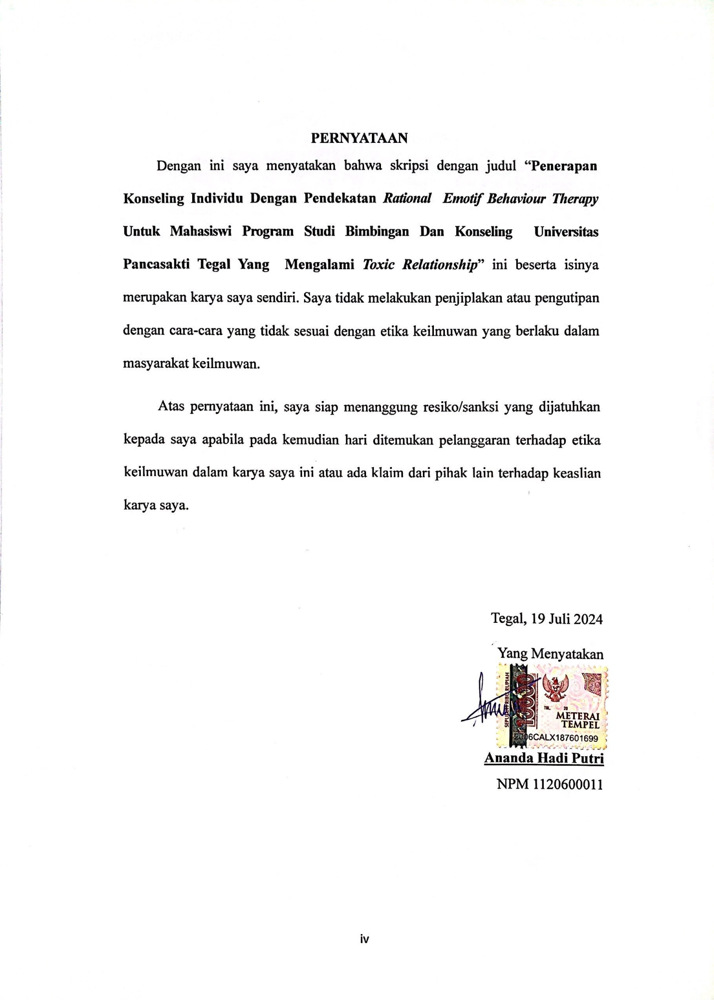 PERNYATAAN
Dengan ini saya menyatakan bahwa skripsi dengan judul “Penerapan
Konseling Individu Dengan Pendekatan Rational Emotif Behaviour Therapy
Untuk Mahasiswi Program Studi Bimbingan Dan Konseling Universitas
Pancasakti Tegal Yang Mengalami Toxic Relationship” ini beserta isinya
merupakan karya saya sendiri. Saya tidak melakukan penjiplakan atau pengutipan
dengan cara-cara yang tidak sesuai dengan etika keilmuwan yang berlaku dalam
masyarakat keilmuwan.
Atas pernyataan ini, saya siap menanggung resiko/sanksi yang dijatuhkan
kepada saya apabila pada kemudian hari ditemukan pelanggaran terhadap etika
keilmuwan dalam karya saya ini atau ada klaim dari pihak lain terhadap keaslian
karya saya.
Tegal, 19 Juli 2024
Yang Menyatakan
SEPULUH RIBU RUPIAH
10000
TGL. 20
METERAI
TEMPEL
2006CALX187601699
Ananda Hadi Putri
NPM 1120600011
iv